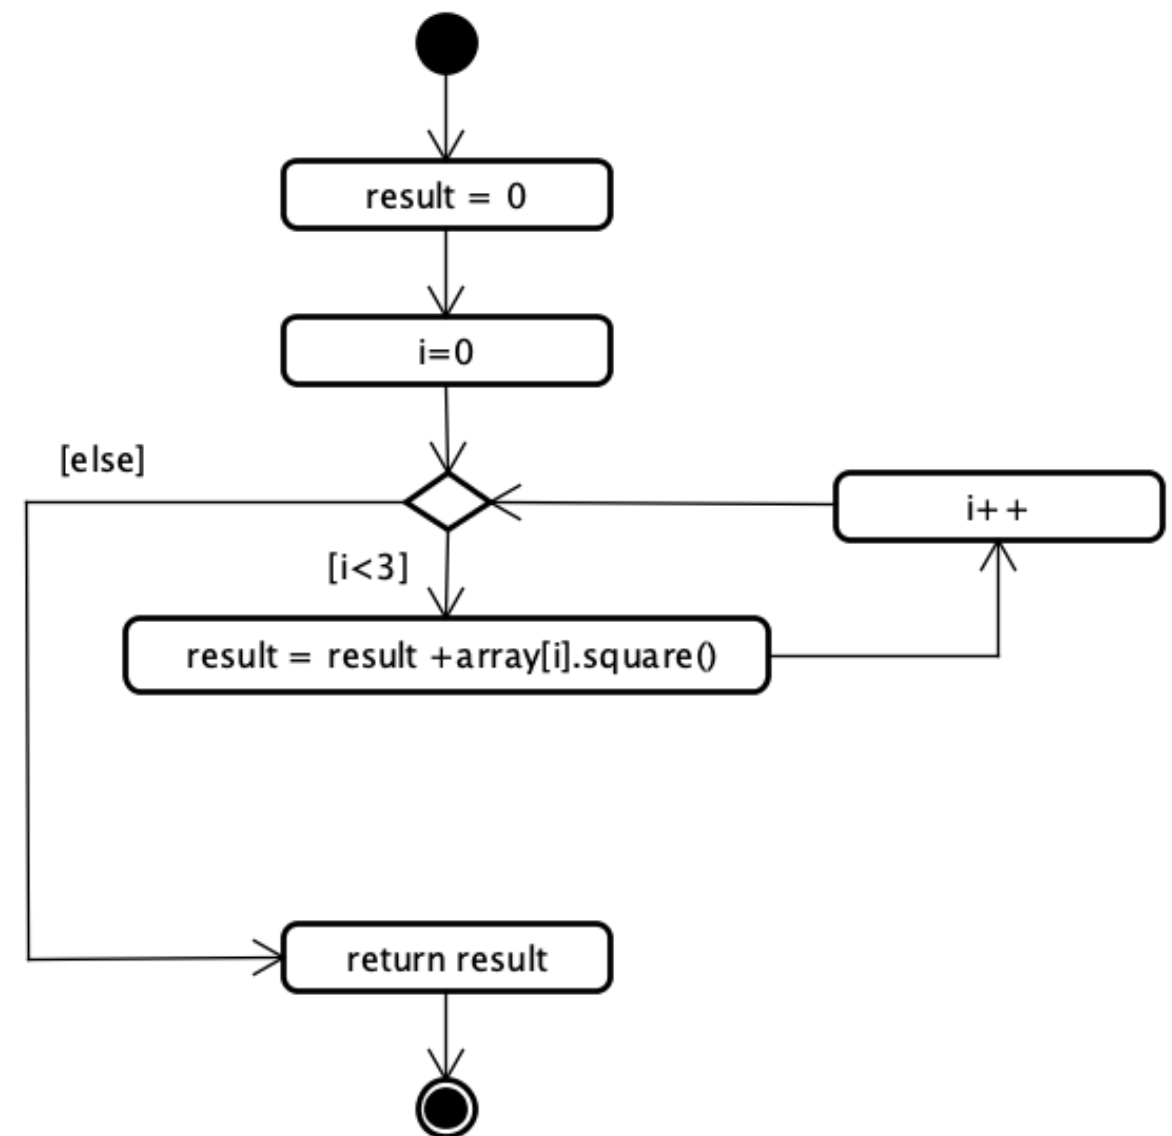 result = 0
i=0
[else]
i++
[i<3]
result = result +array[i].square()
return result